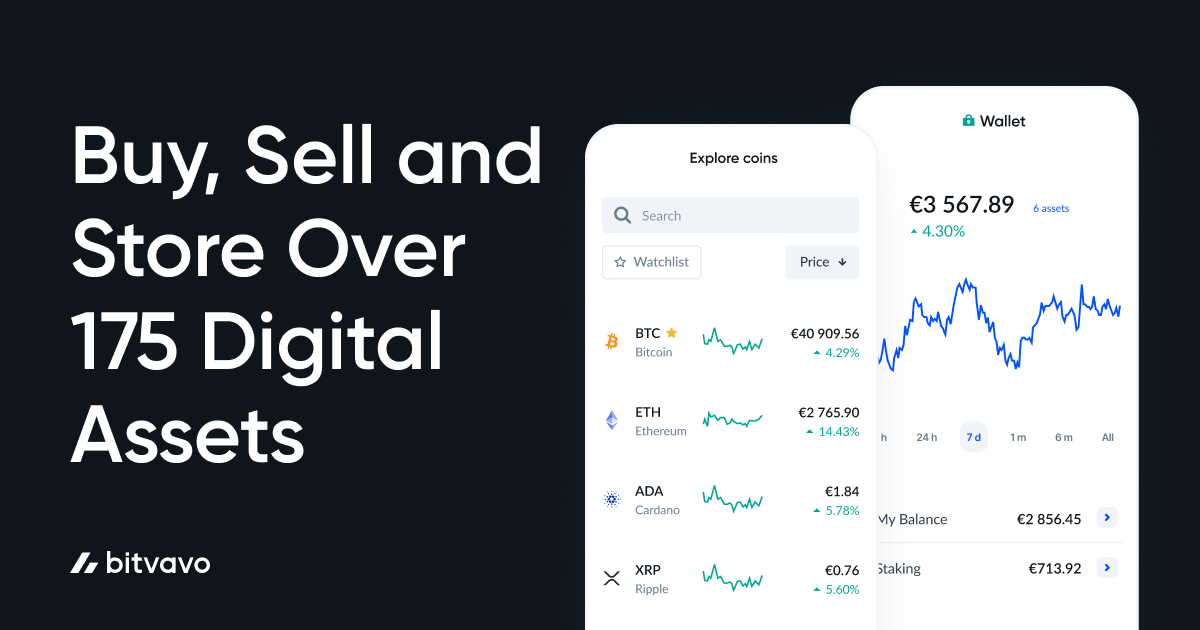 Buy, Sell and
Store Over
175 Digital
Assets
bitvavo
Explore coins
Search
Watchlist
Price
BTC
Bitcoin
€40 909.56
4.29%
ETH
Ethereum
€2 765.90
14.43%
ADA
Cardano
€1.84
5.78%
XRP
Ripple
€0.76
5.60%
Wallet
€3 567.89 6 assets
4.30%
h 24 h 7 d 1 m 6 m All
My Balance €2 856.45
Staking €713.92